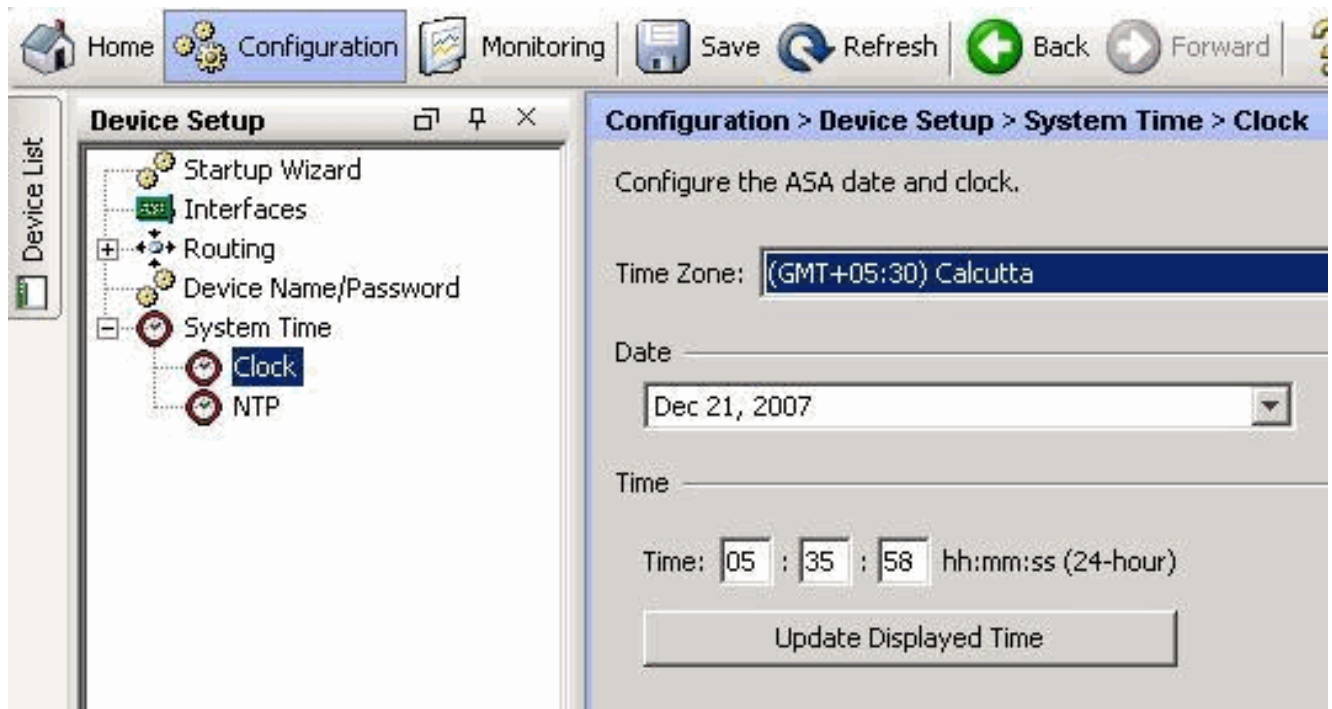 Home Configuration Monitoring Save Refresh Back Forward
Device List
Device Setup
Startup Wizard
Interfaces
Routing
Device Name/Password
System Time
Clock
NTP
Configuration > Device Setup > System Time > Clock
Configure the ASA date and clock.
Time Zone: (GMT+05:30) Calcutta
Date
Dec 21, 2007
Time
Time: 05 : 35 : 58 hh:mm:ss (24-hour)
Update Displayed Time